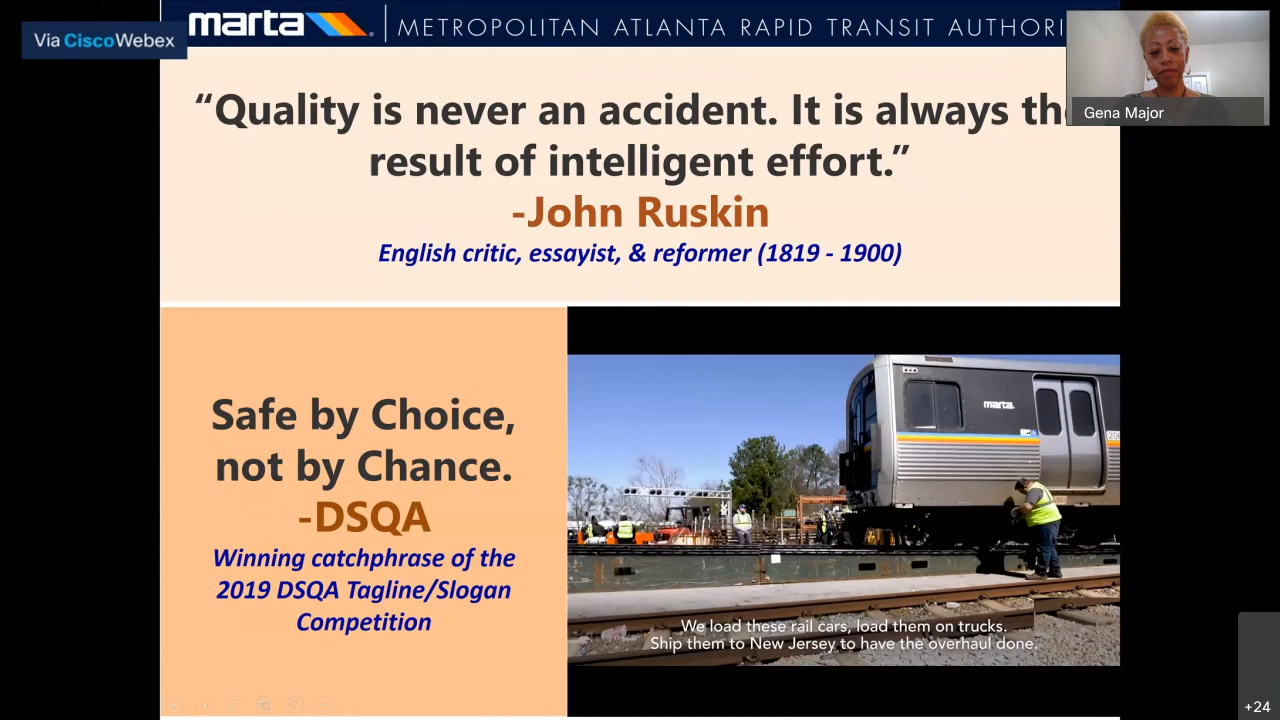 Via Cisco Webex
marta
METROPOLITAN ATLANTA RAPID TRANSIT AUTHORI
Gena Major
“Quality is never an accident. It is always th
result of intelligent effort.”
-John Ruskin
English critic, essayist, & reformer (1819 - 1900)
Safe by Choice,
not by Chance.
-DSQA
Winning catchphrase of the
2019 DSQA Tagline/Slogan
Competition
marta
We load these rail cars, load them on trucks.
Ship them to New Jersey to have the overhaul done.
+24